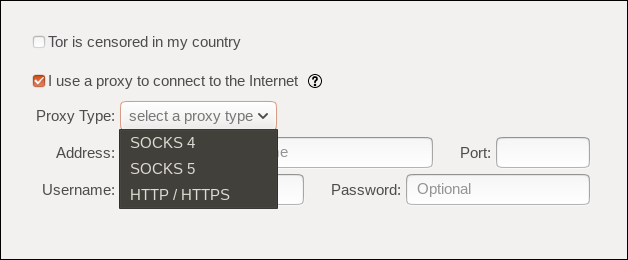 Tor is censored in my country
I use a proxy to connect to the Internet ?
Proxy Type: select a proxy type
SOCKS 4
Address: Port:
SOCKS 5
Username: Password: Optional
HTTP / HTTPS